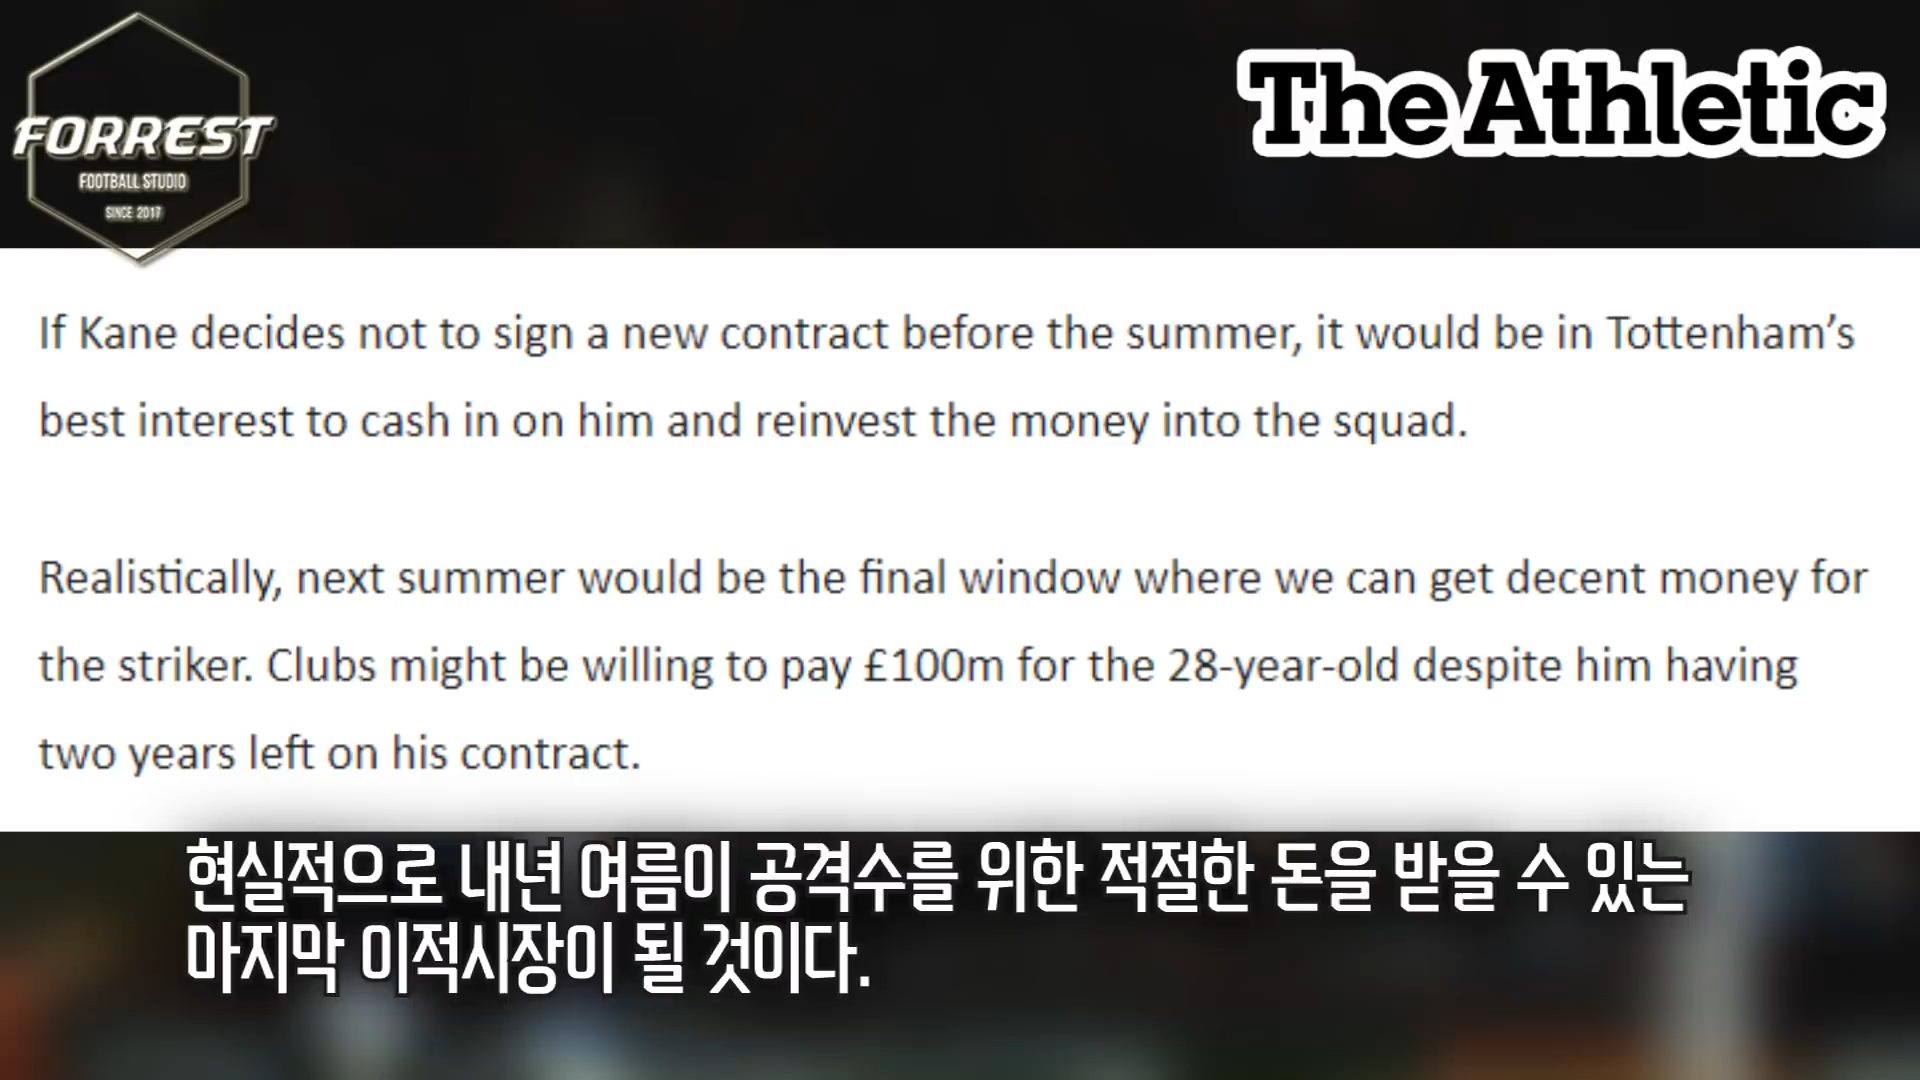 FORREST
FOOTBALL STUDIO
SINCE 2017
The Athletic
If Kane decides not to sign a new contract before the summer, it would be in Tottenham’s
best interest to cash in on him and reinvest the money into the squad.
Realistically, next summer would be the final window where we can get decent money for
the striker. Clubs might be willing to pay £100m for the 28-year-old despite him having
two years left on his contract.
현실적으로 내년 여름이 공격수를 위한 적절한 돈을 받을 수 있는
마지막 이적시장이 될 것이다.